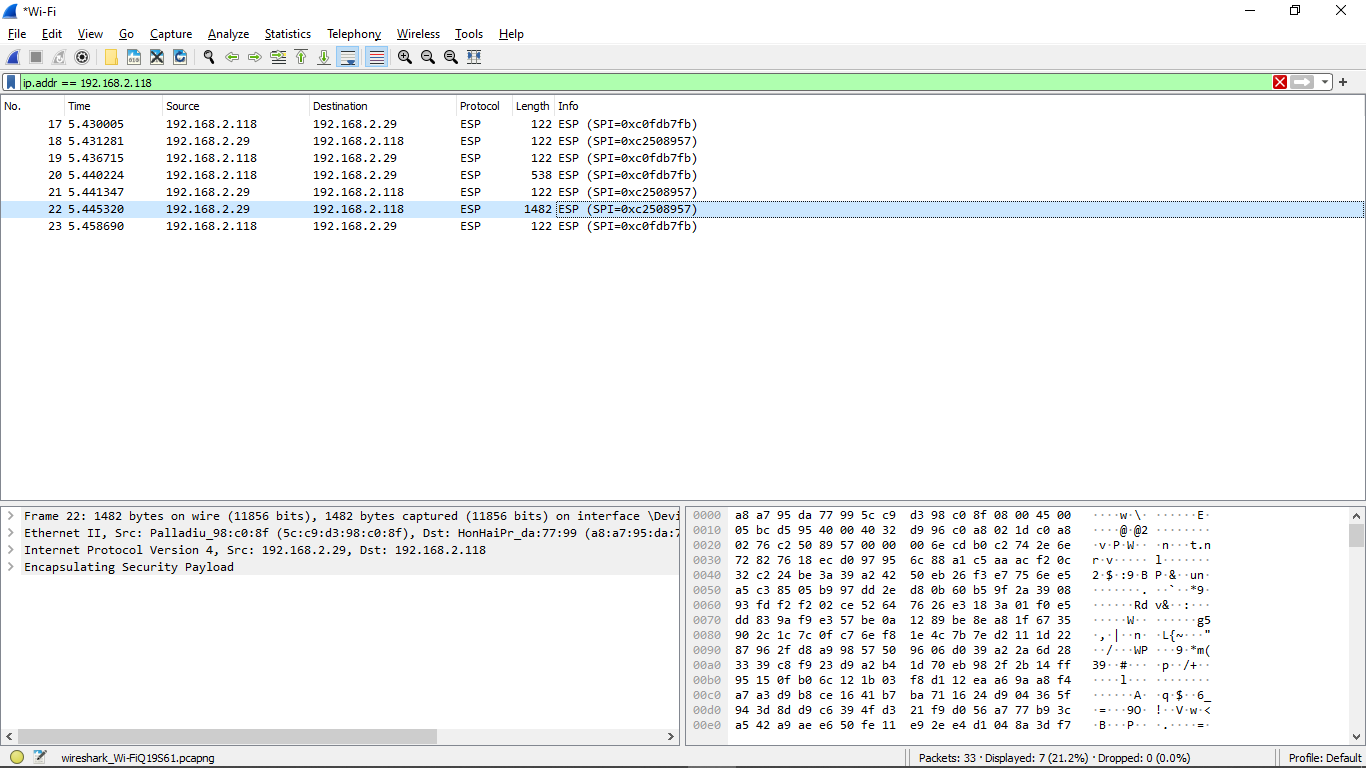 *Wi-Fi
File Edit View Go Capture Analyze Statistics Telephony Wireless Tools Help
ip.addr == 192.168.2.118
No. Time Source Destination Protocol Length Info
17 5.430005 192.168.2.118 192.168.2.29 ESP 122 ESP (SPI=0xc0fdb7fb)
18 5.431281 192.168.2.29 192.168.2.118 ESP 122 ESP (SPI=0xc2508957)
19 5.436715 192.168.2.118 192.168.2.29 ESP 122 ESP (SPI=0xc0fdb7fb)
20 5.440224 192.168.2.118 192.168.2.29 ESP 538 ESP (SPI=0xc0fdb7fb)
21 5.441347 192.168.2.29 192.168.2.118 ESP 122 ESP (SPI=0xc2508957)
22 5.445320 192.168.2.29 192.168.2.118 ESP 1482 ESP (SPI=0xc2508957)
23 5.458690 192.168.2.118 192.168.2.29 ESP 122 ESP (SPI=0xc0fdb7fb)
Frame 22: 1482 bytes on wire (11856 bits), 1482 bytes captured (11856 bits) on interface \Devi
Ethernet II, Src: Palladiu_98:c0:8f (5c:c9:d3:98:c0:8f), Dst: HonHaiPr_da:77:99 (a8:a7:95:da:7
Internet Protocol Version 4, Src: 192.168.2.29, Dst: 192.168.2.118
Encapsulating Security Payload
0000 a8 a7 95 da 77 99 5c c9 d3 98 c0 8f 08 00 45 00 ····w·\· ······E·
0010 05 bc d5 95 40 00 40 32 d9 96 c0 a8 02 1d c0 a8 ····@·@2 ········
0020 02 76 c2 50 89 57 00 00 00 6e cd b0 c2 74 2e 6e ·v·P·W·· ·n···t.n
0030 72 82 76 18 ec d0 97 95 6c 88 a1 c5 aa ac f2 0c r·v····· l·······
0040 32 c2 24 be 3a 39 a2 42 50 eb 26 f3 e7 75 6e e5 2·$·:9·B P·&··un·
0050 a5 c3 85 05 b9 97 dd 2e d8 0b 60 b5 9f 2a 39 08 ·······. ··`··*9·
0060 93 fd f2 f2 02 ce 52 64 76 26 e3 18 3a 01 f0 e5 ······Rd v&··:···
0070 dd 83 9a f9 e3 57 be 0a 12 89 be 8e a8 1f 67 35 ·····W·· ······g5
0080 90 2c 1c 7c 0f c7 6e f8 1e 4c 7b 7e d2 11 1d 22 ·,·|··n· ·L{~···"
0090 87 96 2f d8 a9 98 57 50 96 06 d0 39 a2 2a 6d 28 ··/···WP ···9·*m(
00a0 33 39 c8 f9 23 d9 a2 b4 1d 70 eb 98 2f 2b 14 ff 39··#··· ·p··/+··
00b0 95 15 0f b0 6c 12 1b 03 f8 d1 12 ea a6 9a a8 f4 ····l··· ········
00c0 a7 a3 d9 b8 ce 16 41 b7 ba 71 16 24 d9 04 36 5f ······A· ·q·$··6_
00d0 94 3d 8d d9 c6 39 4f d3 21 f9 d0 56 a7 77 b9 3c ·=···9O· !··V·w·<
00e0 a5 42 a9 ae e6 50 fe 11 e9 2e e4 d1 04 8a 3d f7 ·B···P·· ·.····=·
wireshark_Wi-FiQ19S61.pcapng Packets: 33 · Displayed: 7 (21.2%) · Dropped: 0 (0.0%) Profile: Default